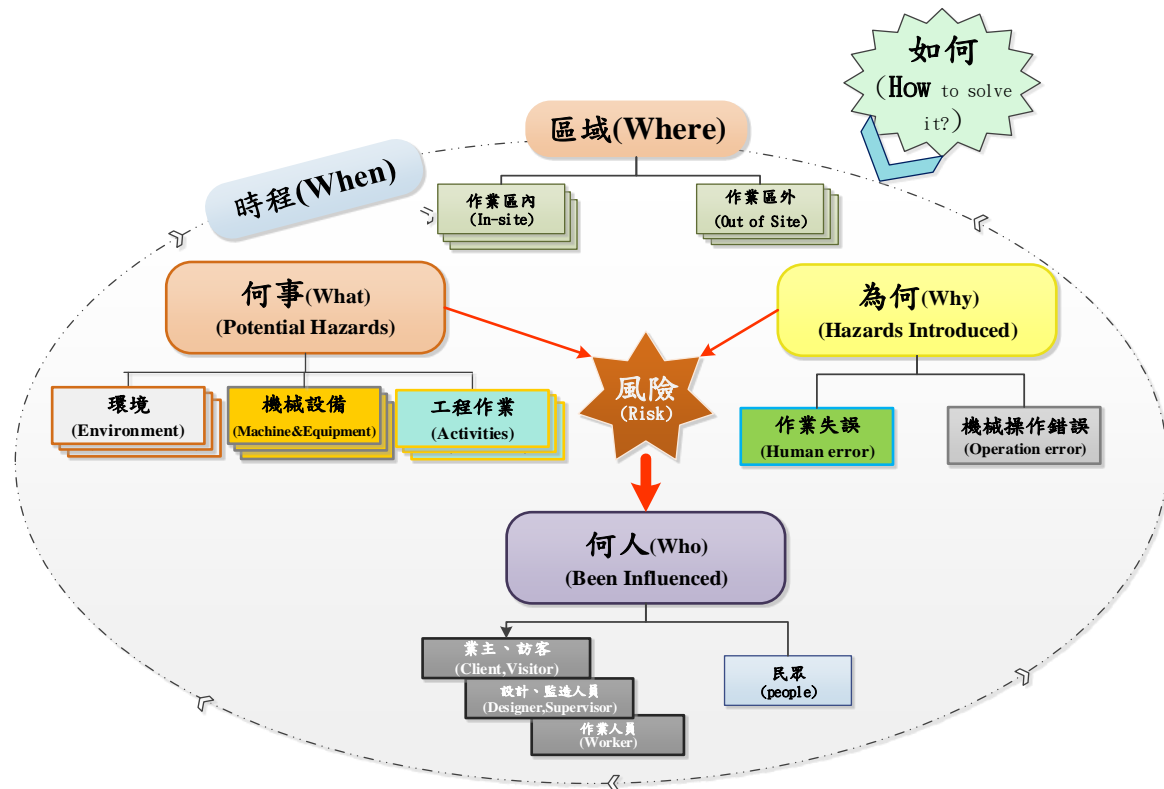 如何
(How to solve
it?)
區域(Where)
時程(When)
作業區內
(In-site)
作業區外
(Out of Site)
何事(What)
(Potential Hazards)
為何(Why)
(Hazards Introduced)
風險
(Risk)
環境
(Environment)
機械設備
(Machine&Equipment)
工程作業
(Activities)
作業失誤
(Human error)
機械操作錯誤
(Operation error)
何人(Who)
(Been Influenced)
業主、訪客
(Client,Visitor)
設計、監造人員
(Designer,Supervisor)
作業人員
(Worker)
民眾
(people)